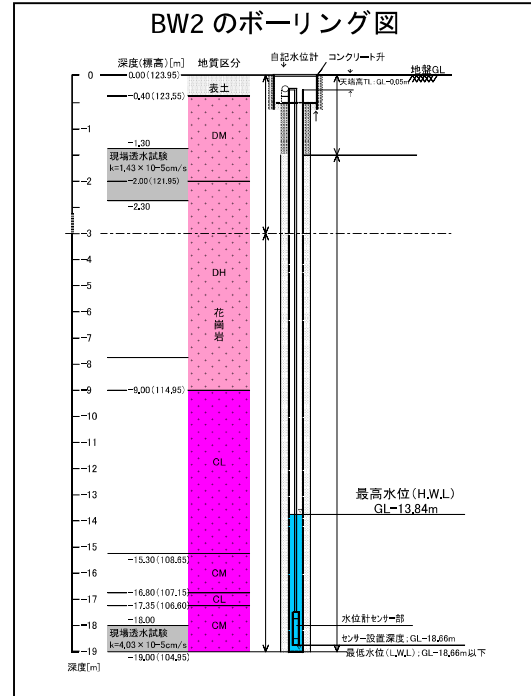 BW2 のボーリング図
深度(標高)[m]
地質区分
自記水位計
コンクリート升
地盤GL
天端高TL：GL-0.05m
0
-1
-2
-3
-4
-5
-6
-7
-8
-9
-10
-11
-12
-13
-14
-15
-16
-17
-18
-19
深度[m]
0.00(123.95)
-0.40(123.55)
-1.30
現場透水試験
k=1.43×10-5cm/s
-2.00(121.95)
-2.30
-9.00(114.95)
-15.30(108.65)
-16.80(107.15)
-17.35(106.60)
-18.00
現場透水試験
k=4.03×10-5cm/s
-19.00(104.95)
表土
DM
DH
花崗岩
CL
CM
CL
CM
最高水位(H.W.L)
GL-13.84m
水位計センサー部
センサー設置深度；GL-18.66m
最低水位(L.W.L)；GL-18.66m以下